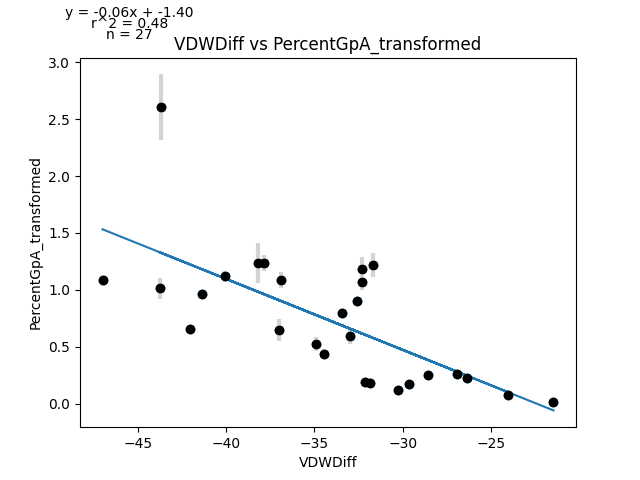 y = -0.06x + -1.40
r^2 = 0.48
n = 27
VDWDiff vs PercentGpA_transformed
3.0
2.5
2.0
1.5
1.0
0.5
0.0
PercentGpA_transformed
−45
−40
−35
−30
−25
VDWDiff